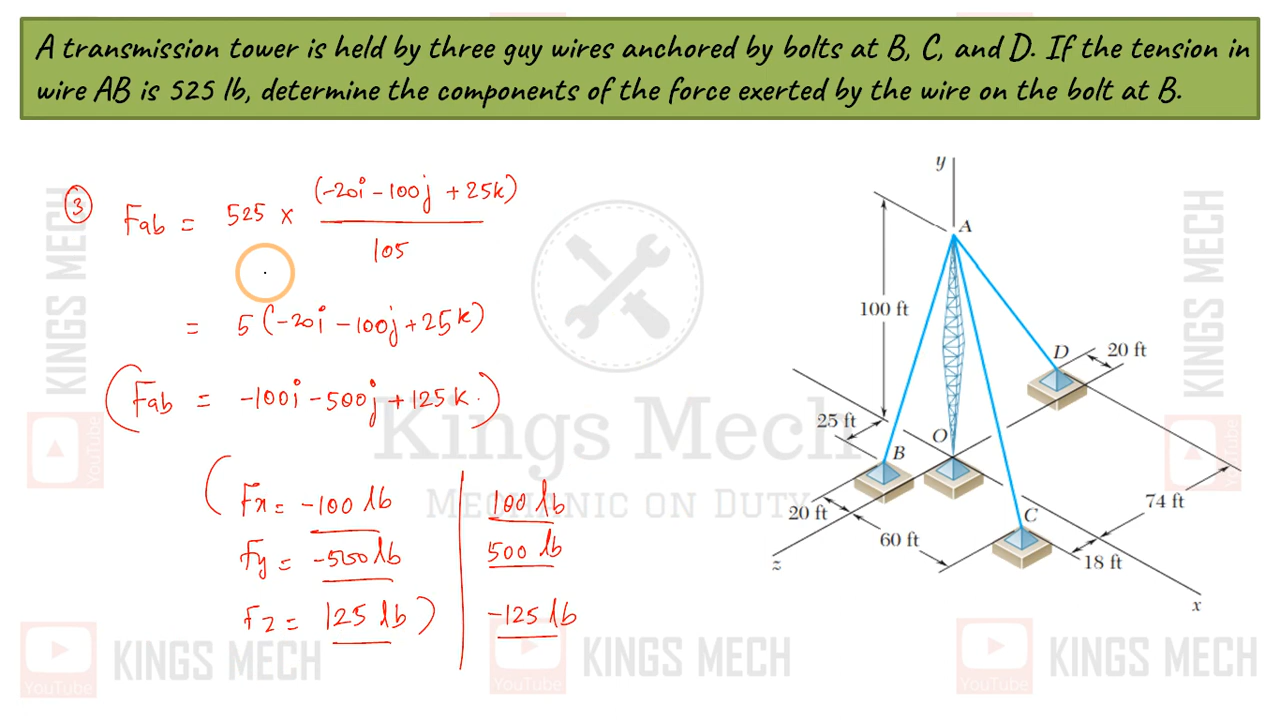 A transmission tower is held by three guy wires anchored by bolts at B, C, and D. If the tension in
wire AB is 525 lb, determine the components of the force exerted by the wire on the bolt at B.
③ Fab = 525 × (-20i - 100j + 25k)
105
= 5 (-20i - 100j + 25k)
(Fab = -100i - 500j + 125k.)
(Fx = -100 lb | 100 lb
Fy = -500 lb | 500 lb
Fz = 125 lb) | -125 lb
y
A
100 ft
D
20 ft
25 ft
O
B
20 ft
74 ft
60 ft
C
18 ft
z
x
KINGS MECH
YouTube
KINGS MECH
YouTube
Kings Mech
MECHANIC ON DUTY
YouTube
KINGS MECH
YouTube
KINGS MECH
YouTube
KINGS MECH